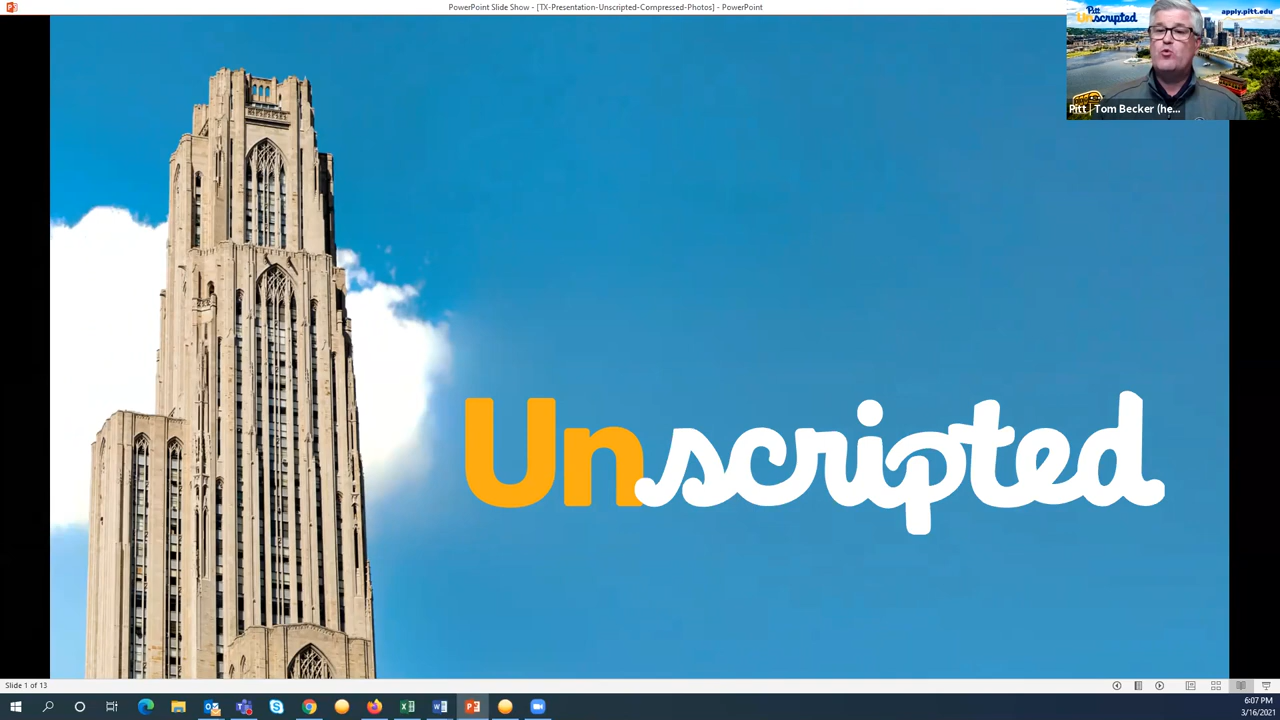 PowerPoint Slide Show - [TX-Presentation-Unscripted-Compressed-Photos] - PowerPoint
Pitt
Unscripted
apply.pitt.edu
Pitt | Tom Becker (he...
Unscripted
Slide 1 of 13
6:07 PM
3/16/2021